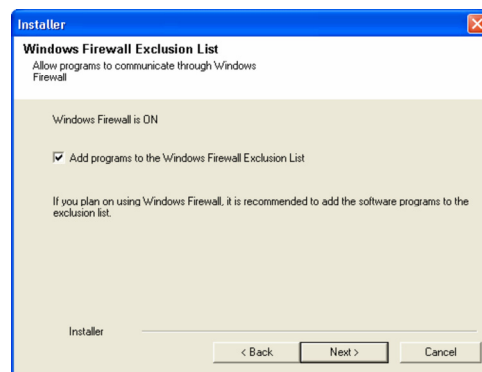 Installer
Windows Firewall Exclusion List
Allow programs to communicate through Windows
Firewall
Windows Firewall is ON
Add programs to the Windows Firewall Exclusion List
If you plan on using Windows Firewall, it is recommended to add the software programs to the
exclusion list.
Installer
< Back
Next >
Cancel